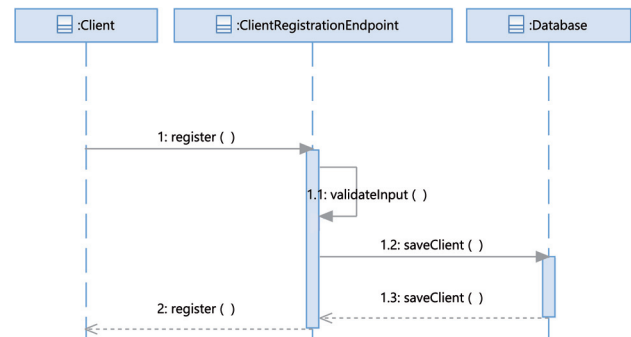 :Client
:ClientRegistrationEndpoint
:Database
1: register ( )
1.1: validateInput ( )
1.2: saveClient ( )
1.3: saveClient ( )
2: register ( )